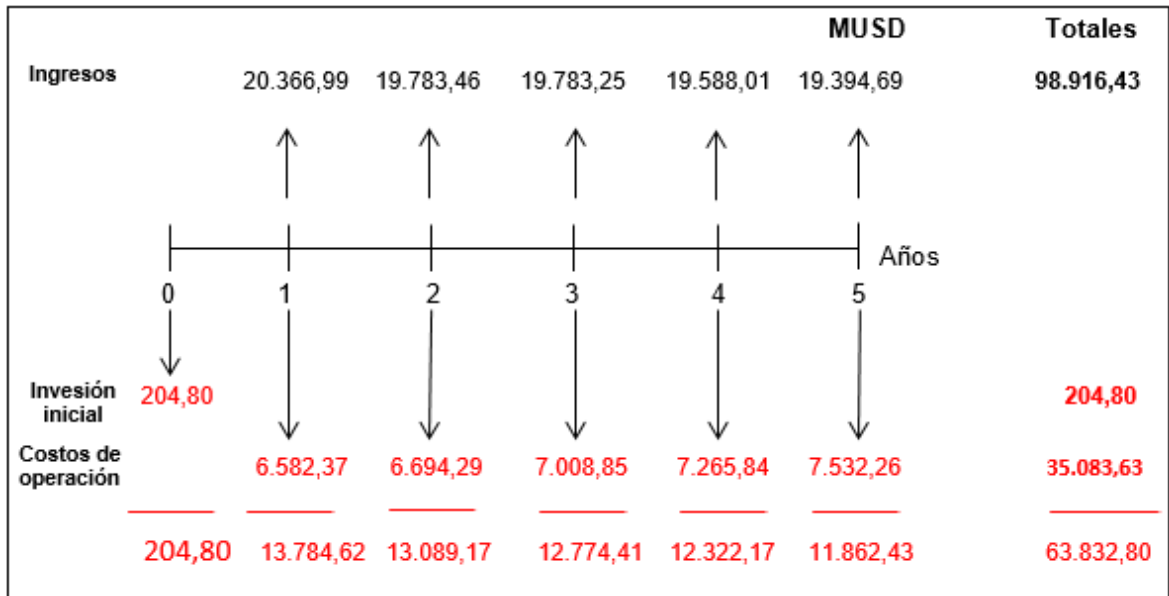 MUSD Totales
Ingresos 20.366,99 19.783,46 19.783,25 19.588,01 19.394,69 98.916,43
Años
0 1 2 3 4 5
Invesión
inicial 204,80 204,80
Costos de
operación 6.582,37 6.694,29 7.008,85 7.265,84 7.532,26 35.083,63
204,80 13.784,62 13.089,17 12.774,41 12.322,17 11.862,43 63.832,80